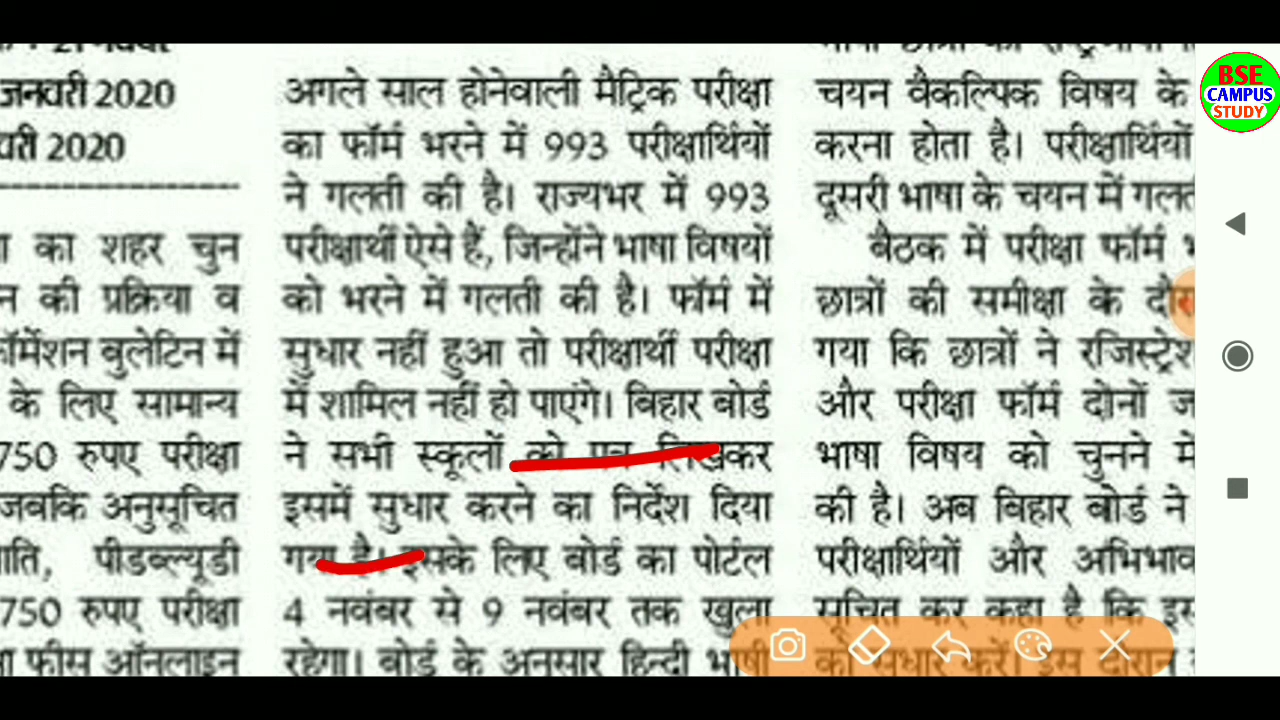 जनवरी 2020
2020
का शहर चुन
की प्रक्रिया व
बुलेटिन में
के लिए सामान्य
750 रुपए परीक्षा
जबकि अनुसूचित
पीडब्ल्यूडी
750 रुपए परीक्षा
फीस ऑनलाइन
अगले साल होनेवाली मैट्रिक परीक्षा
का फॉर्म भरने में 993 परीक्षार्थियों
ने गलती की है। राज्यभर में 993
परीक्षार्थी ऐसे हैं, जिन्होंने भाषा विषयों
को भरने में गलती की है। फॉर्म में
सुधार नहीं हुआ तो परीक्षार्थी परीक्षा
में शामिल नहीं हो पाएंगे। बिहार बोर्ड
ने सभी स्कूलों को पत्र लिखकर
इसमें सुधार करने का निर्देश दिया
गया है। इसके लिए बोर्ड का पोर्टल
4 नवंबर से 9 नवंबर तक खुला
रहेगा। बोर्ड के अनुसार हिन्दी भाषी
चयन वैकल्पिक विषय के
करना होता है। परीक्षार्थियों
दूसरी भाषा के चयन में
बैठक में परीक्षा फॉर्म
छात्रों की समीक्षा के
गया कि छात्रों ने
और परीक्षा फॉर्म दोनों
भाषा विषय को चुनने में
की है। अब बिहार बोर्ड ने
परीक्षार्थियों और
सूचित कर कहा है कि
को सुधार करें। इस दौरान
BSE
CAMPUS
STUDY